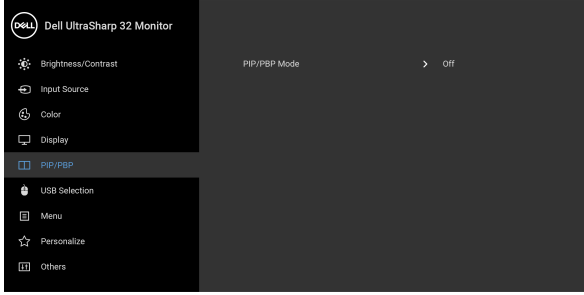 DELL Dell UltraSharp 32 Monitor
Brightness/Contrast
PIP/PBP Mode Off
Input Source
Color
Display
PIP/PBP
USB Selection
Menu
Personalize
Others